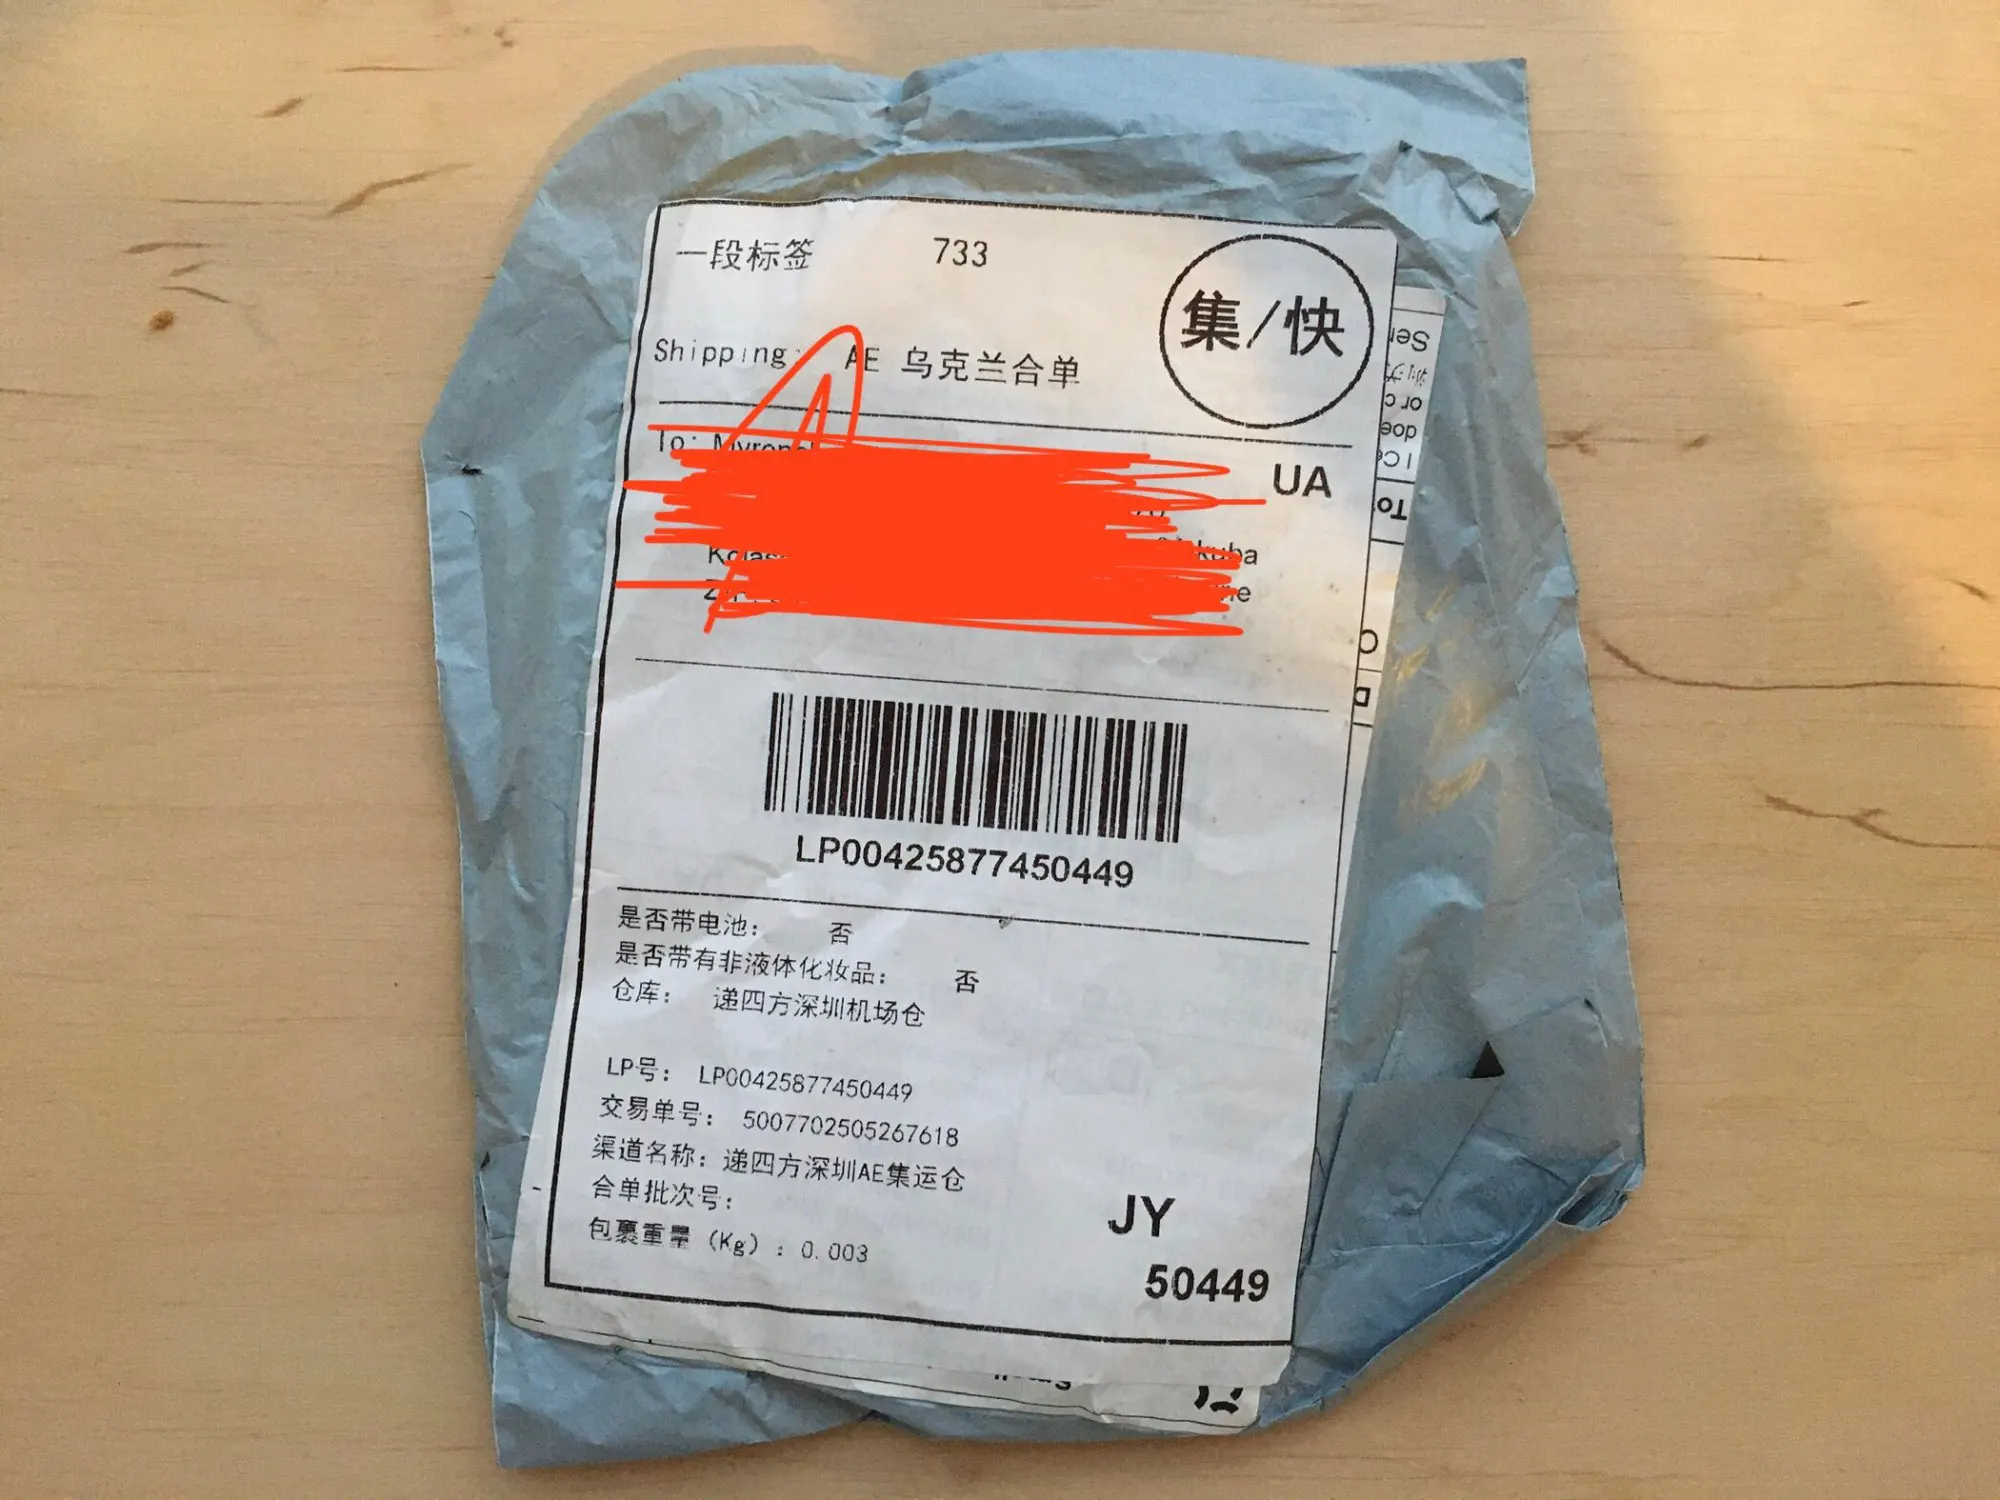 一段标签 733
集/快
Shipping: AE 乌克兰合单
To:
UA
LP00425877450449
是否带电池: 否
是否带有非液体化妆品: 否
仓库: 递四方深圳机场仓
LP号: LP00425877450449
交易单号: 5007702505267618
渠道名称: 递四方深圳AE集运仓
合单批次号:
包裹重量 (Kg) : 0.003
JY
50449